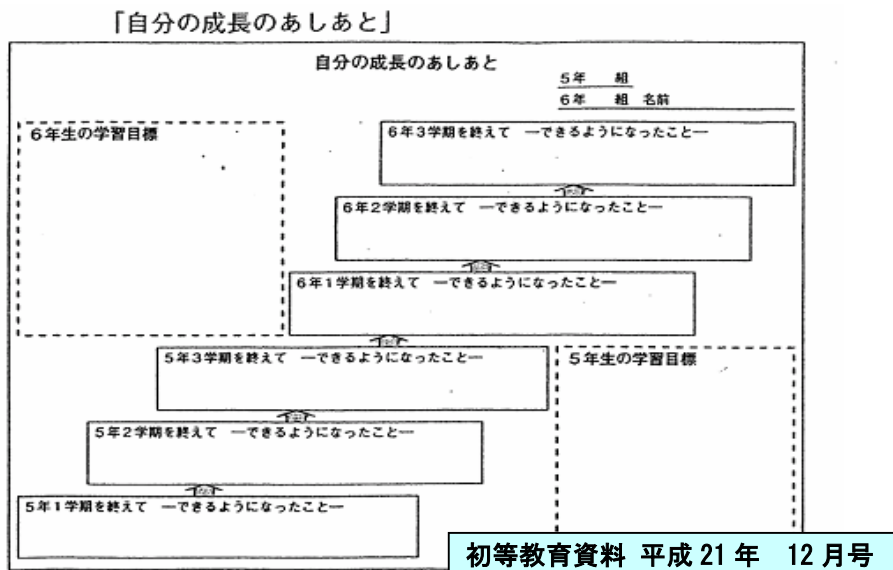 「自分の成長のあしあと」
自分の成長のあしあと
5年　組
6年　組 名前
6年生の学習目標
6年3学期を終えて ―できるようになったこと―
6年2学期を終えて ―できるようになったこと―
6年1学期を終えて ―できるようになったこと―
5年3学期を終えて ―できるようになったこと―
5年生の学習目標
5年2学期を終えて ―できるようになったこと―
5年1学期を終えて ―できるようになったこと―
初等教育資料 平成21年　12月号